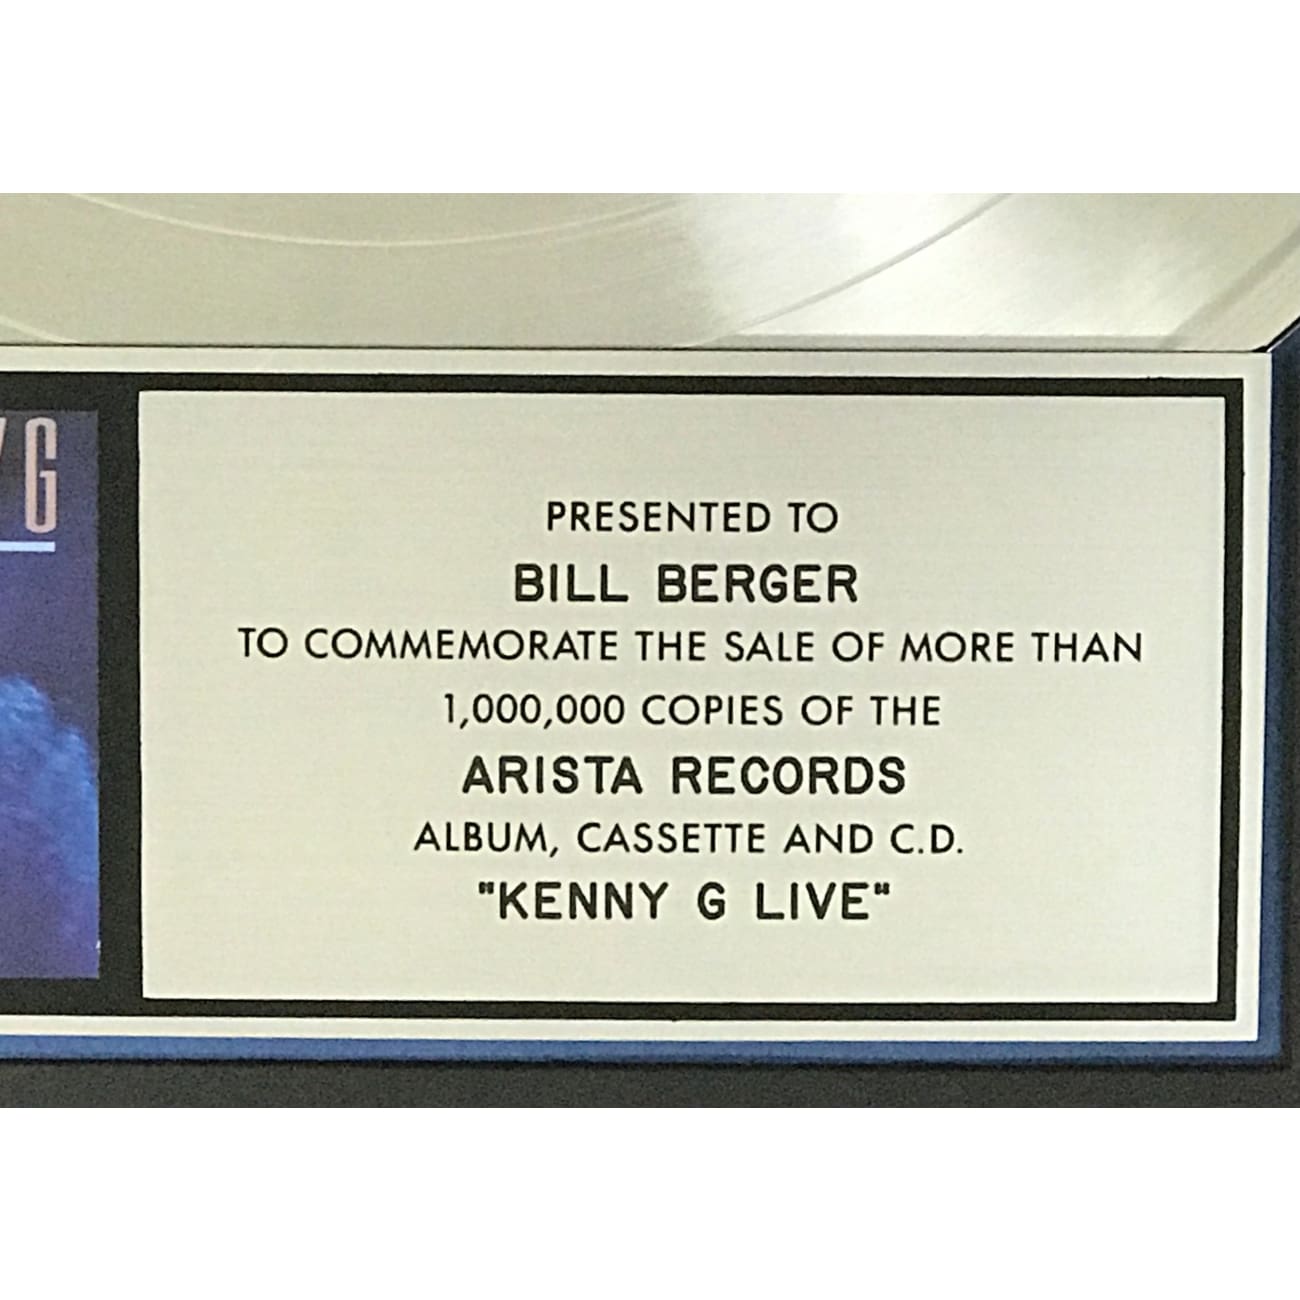 G
PRESENTED TO
BILL BERGER
TO COMMEMORATE THE SALE OF MORE THAN
1,000,000 COPIES OF THE
ARISTA RECORDS
ALBUM, CASSETTE AND C.D.
"KENNY G LIVE"